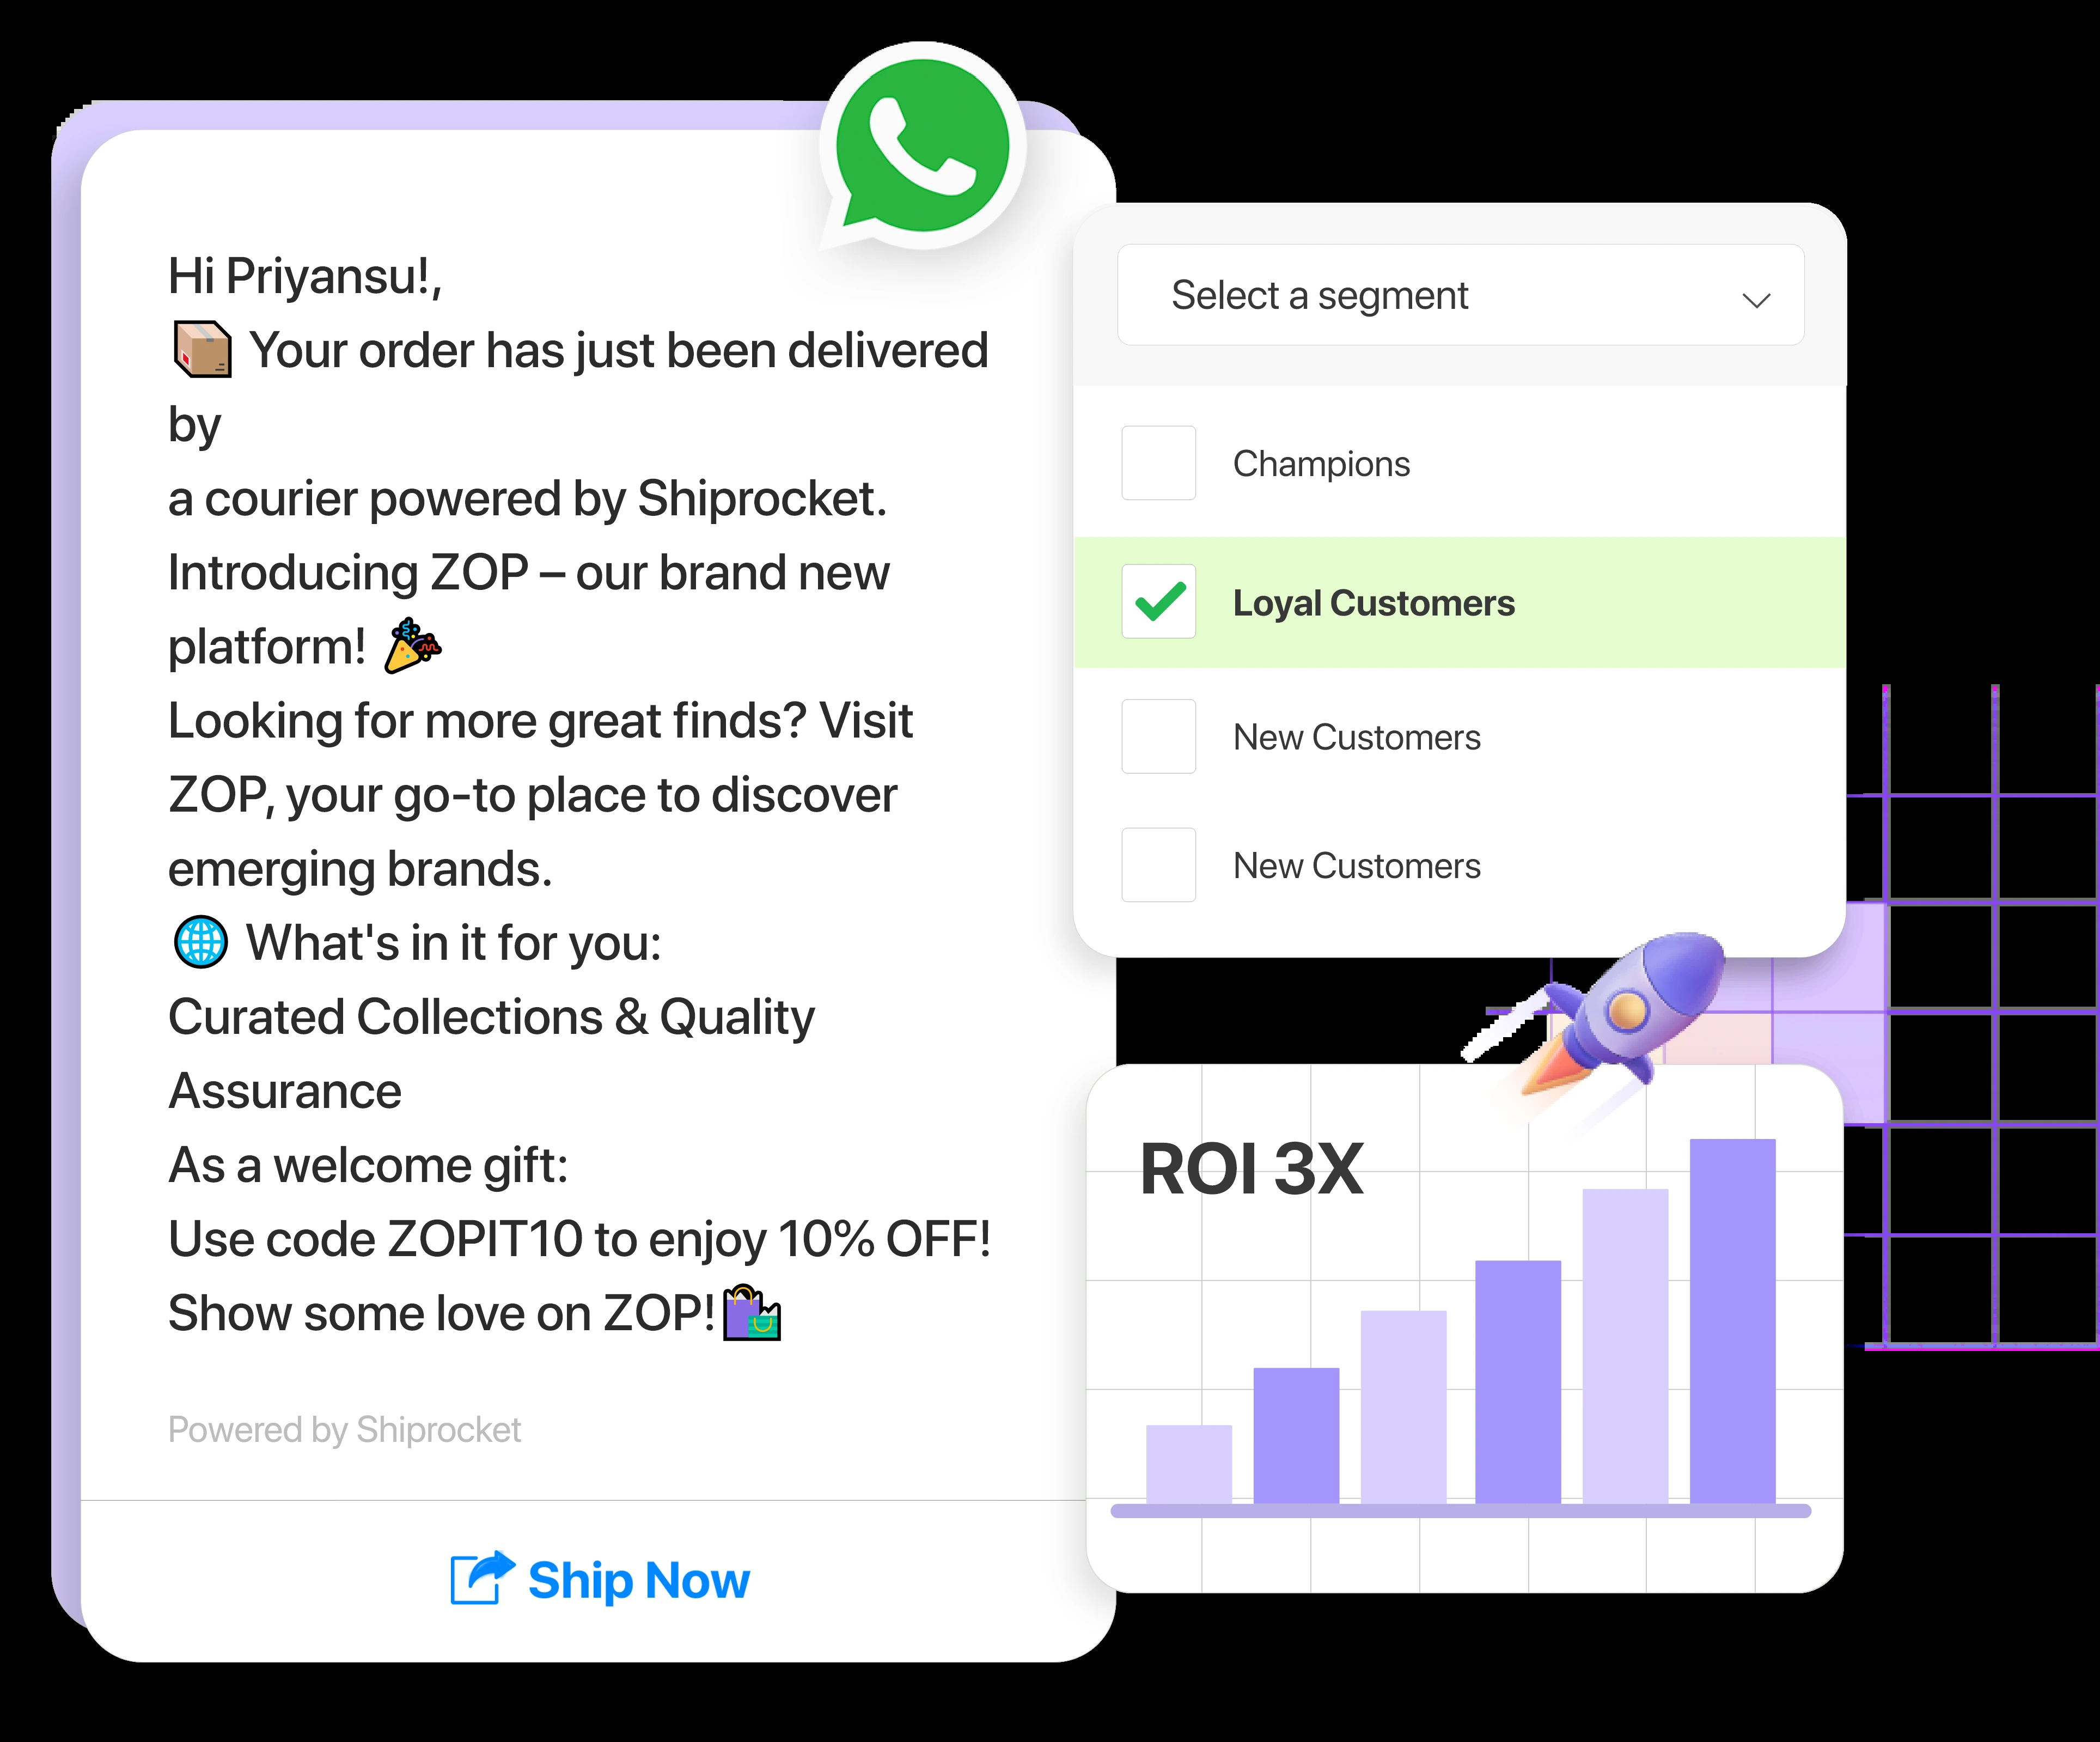 Hi Priyansu!,
📦 Your order has just been delivered
by
a courier powered by Shiprocket.
Introducing ZOP – our brand new
platform! 🎉
Looking for more great finds? Visit
ZOP, your go-to place to discover
emerging brands.
🌐 What's in it for you:
Curated Collections & Quality
Assurance
As a welcome gift:
Use code ZOPIT10 to enjoy 10% OFF!
Show some love on ZOP!🛍️
Powered by Shiprocket
Ship Now
Select a segment
Champions
Loyal Customers
New Customers
New Customers
ROI 3X